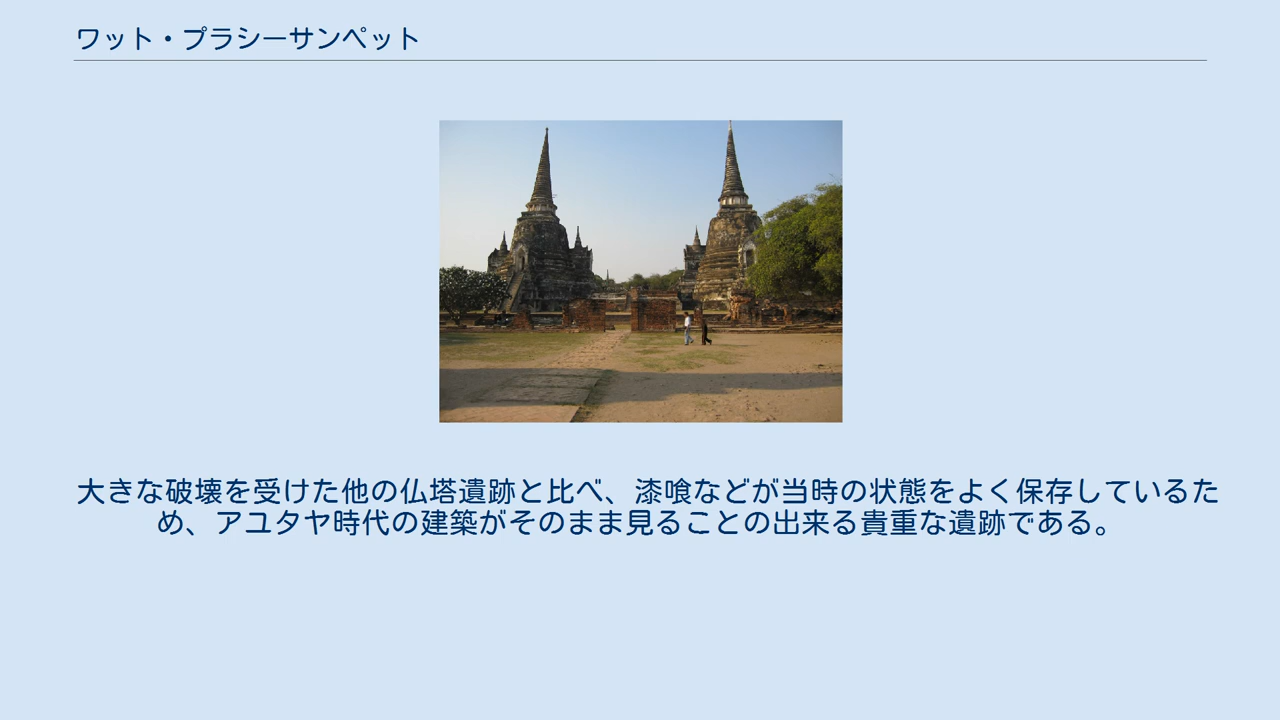 ワット・プラシーサンペット
大きな破壊を受けた他の仏塔遺跡と比べ、漆喰などが当時の状態をよく保存しているた
め、アユタヤ時代の建築がそのまま見ることの出来る貴重な遺跡である。